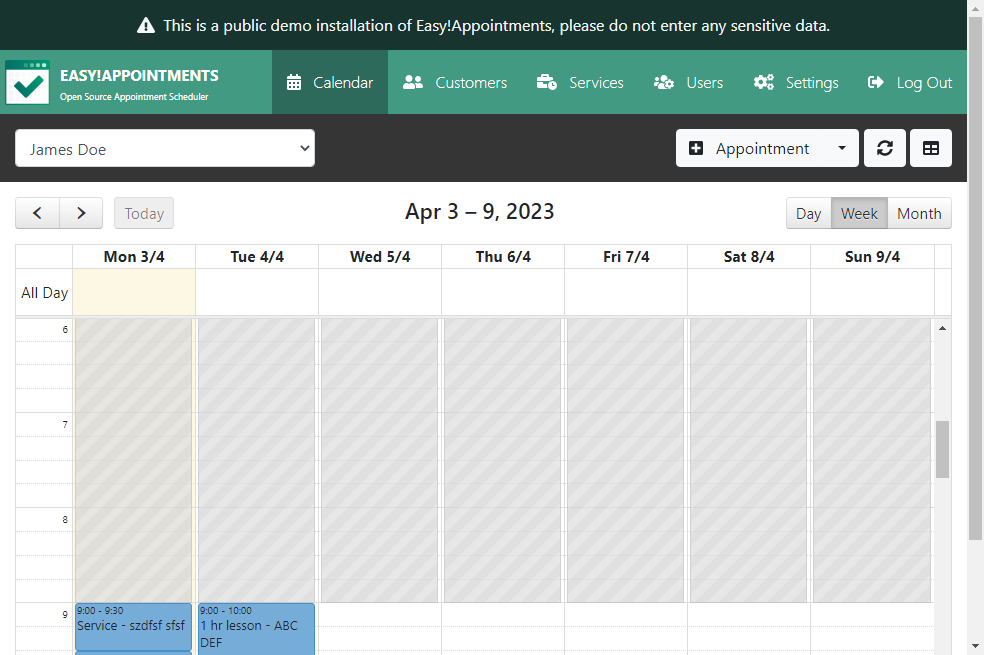 This is a public demo installation of Easy!Appointments, please do not enter any sensitive data.
EASY!APPOINTMENTS
Open Source Appointment Scheduler
Calendar
Customers
Services
Users
Settings
Log Out
James Doe
Appointment
Today
Apr 3 – 9, 2023
Day
Week
Month
Mon 3/4
Tue 4/4
Wed 5/4
Thu 6/4
Fri 7/4
Sat 8/4
Sun 9/4
All Day
6
7
8
9
9:00 - 9:30
Service - szdfsf sfsf
9:00 - 10:00
1 hr lesson - ABC
DEF